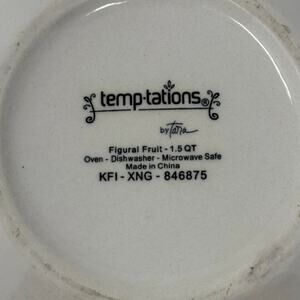 temp-tations®
by Tara
Figural Fruit - 1.5 QT
Oven - Dishwasher - Microwave Safe
Made in China
KFI - XNG - 846875